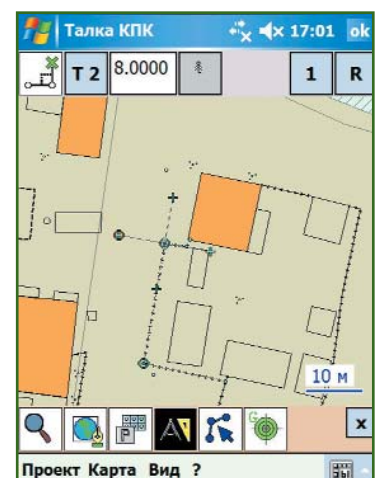 Талка КПК 17:01 ok
T 2 8.0000 1 R
10 м
P A x
Проект Карта Вид ?